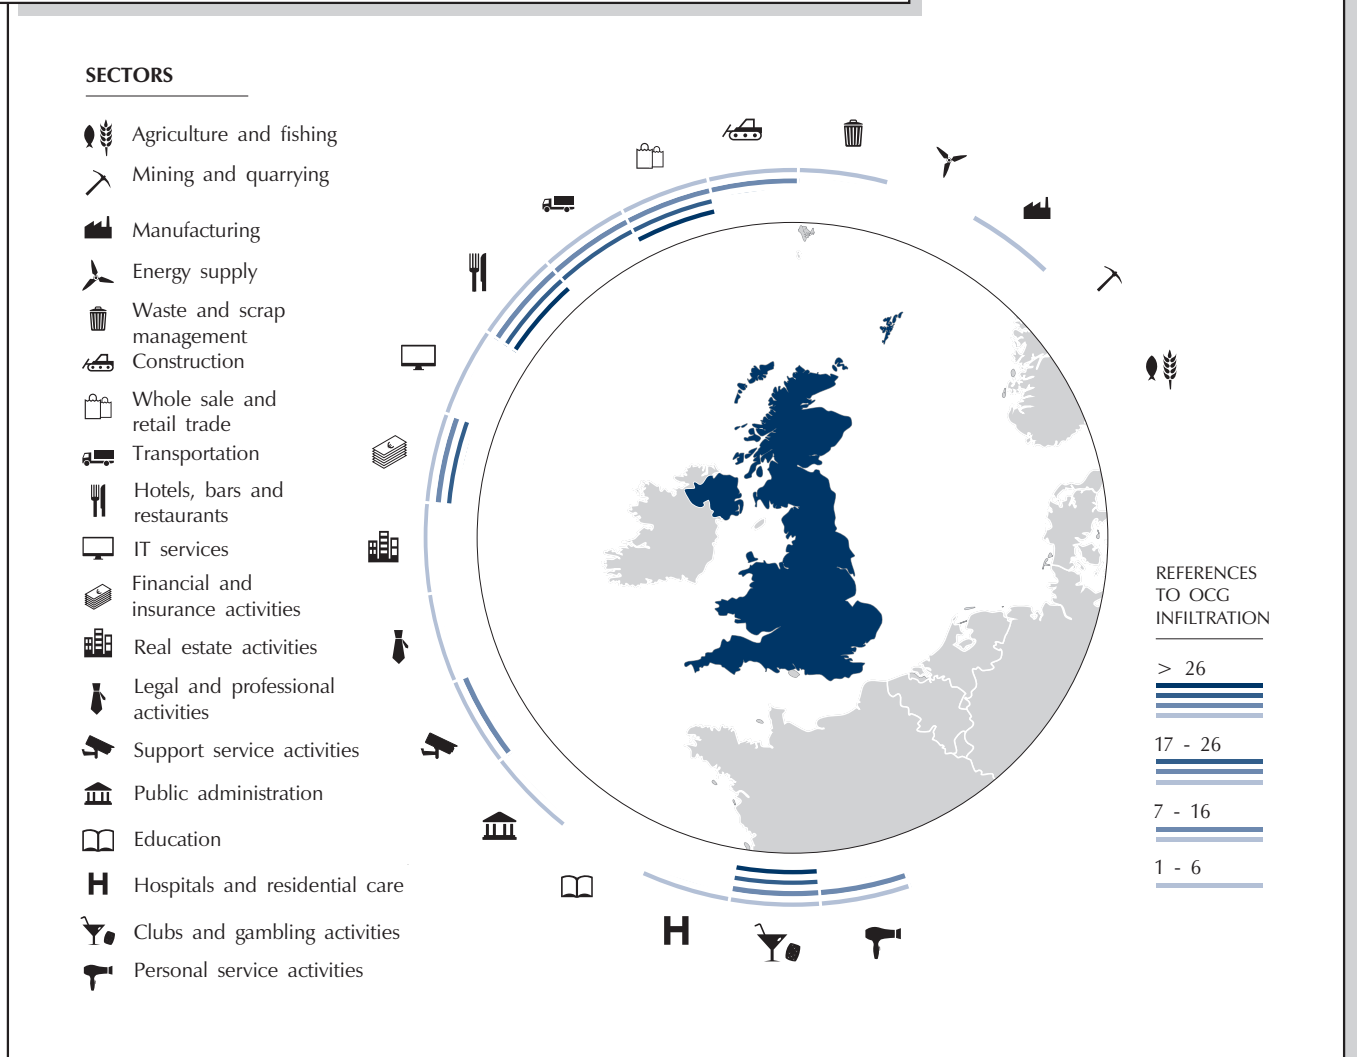 SECTORS
Agriculture and fishing
Mining and quarrying
Manufacturing
Energy supply
Waste and scrap
management
Construction
Whole sale and
retail trade
Transportation
Hotels, bars and
restaurants
IT services
Financial and
insurance activities
Real estate activities
Legal and professional
activities
Support service activities
Public administration
Education
Hospitals and residential care
Clubs and gambling activities
Personal service activities
H
H
REFERENCES
TO OCG
INFILTRATION
> 26
17 - 26
7 - 16
1 - 6